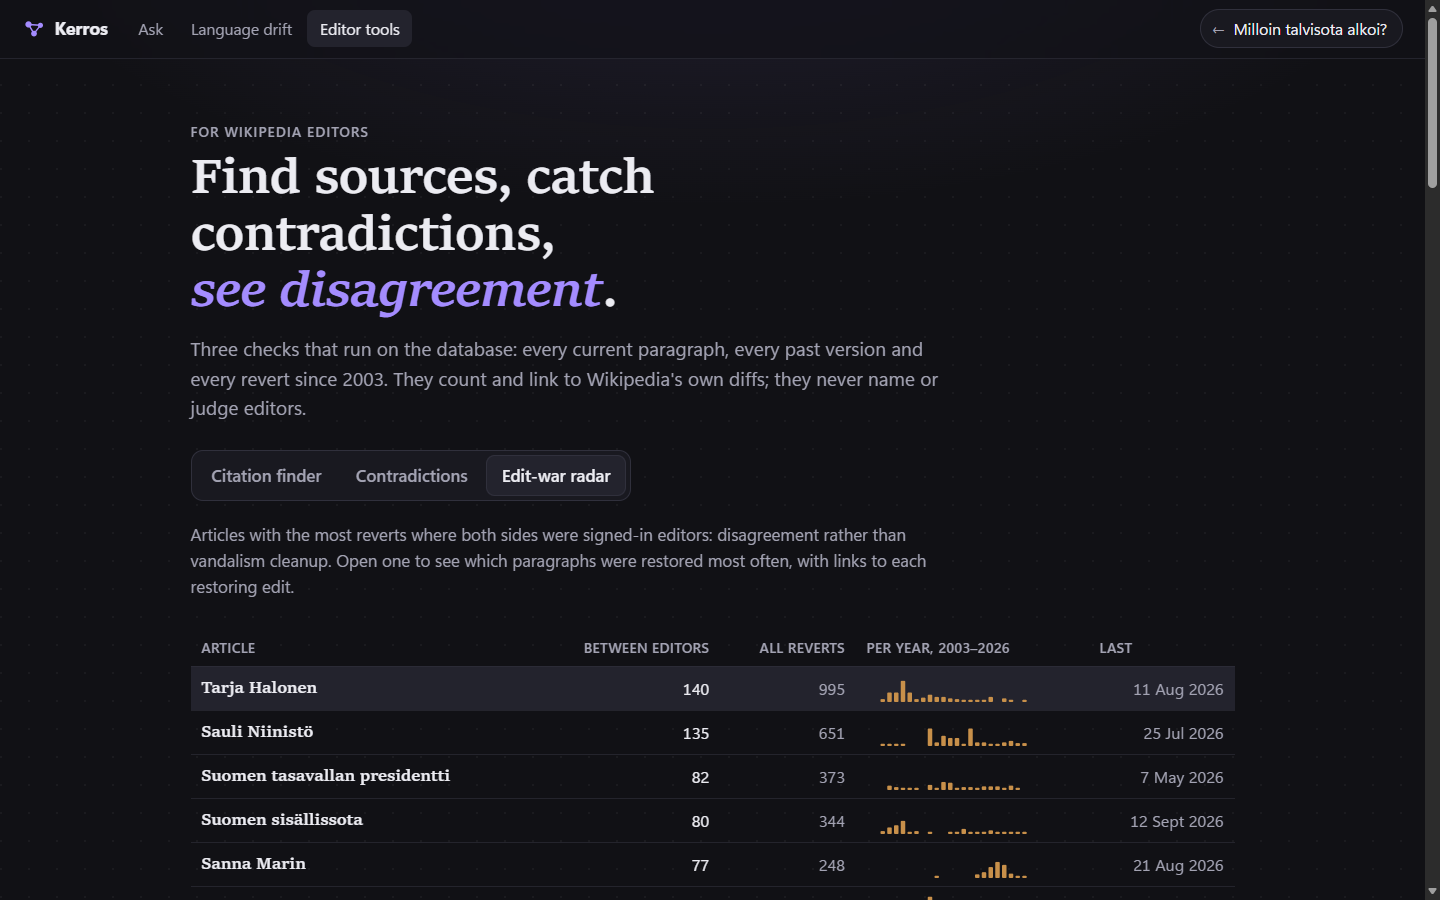 Kerros Ask Language drift Editor tools ← Milloin talvisota alkoi?
FOR WIKIPEDIA EDITORS
Find sources, catch
contradictions,
see disagreement.
Three checks that run on the database: every current paragraph, every past version and
every revert since 2003. They count and link to Wikipedia's own diffs; they never name or
judge editors.
Citation finder Contradictions Edit-war radar
Articles with the most reverts where both sides were signed-in editors: disagreement rather than
vandalism cleanup. Open one to see which paragraphs were restored most often, with links to each
restoring edit.
ARTICLE BETWEEN EDITORS ALL REVERTS PER YEAR, 2003–2026 LAST
Tarja Halonen 140 995 11 Aug 2026
Sauli Niinistö 135 651 25 Jul 2026
Suomen tasavallan presidentti 82 373 7 May 2026
Suomen sisällissota 80 344 12 Sept 2026
Sanna Marin 77 248 21 Aug 2026